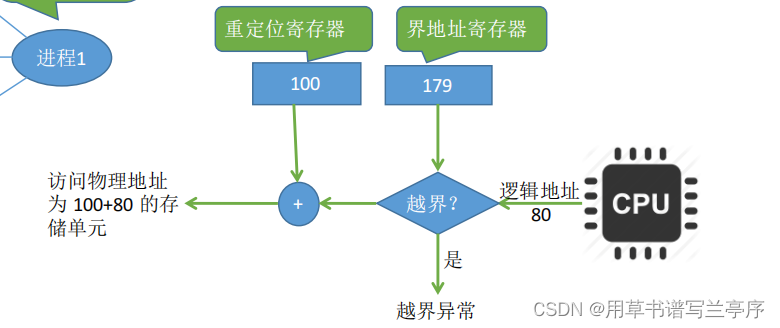 重定位寄存器
界地址寄存器
进程1
100
179
访问物理地址
为 100+80 的存
储单元
+
越界？
逻辑地址
80
CPU
是
越界异常
CSDN @用草书谱写兰亭序